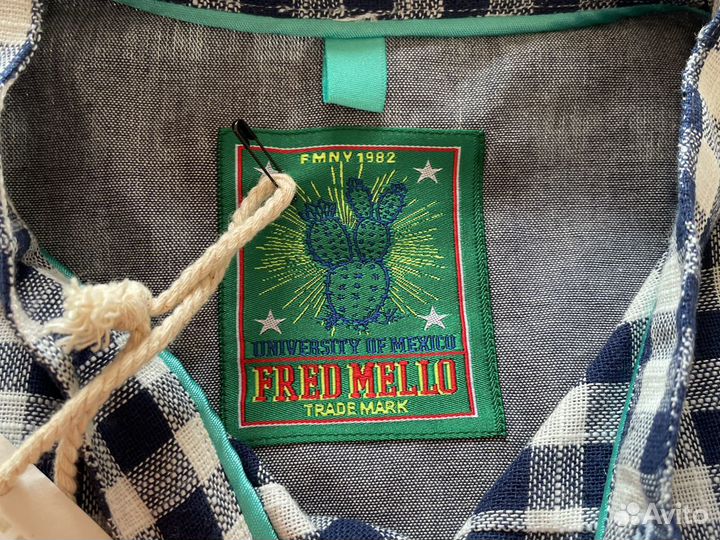 FMNY 1982
UNIVERSITY OF MEXICO
FRED MELLO
TRADE MARK
Avito